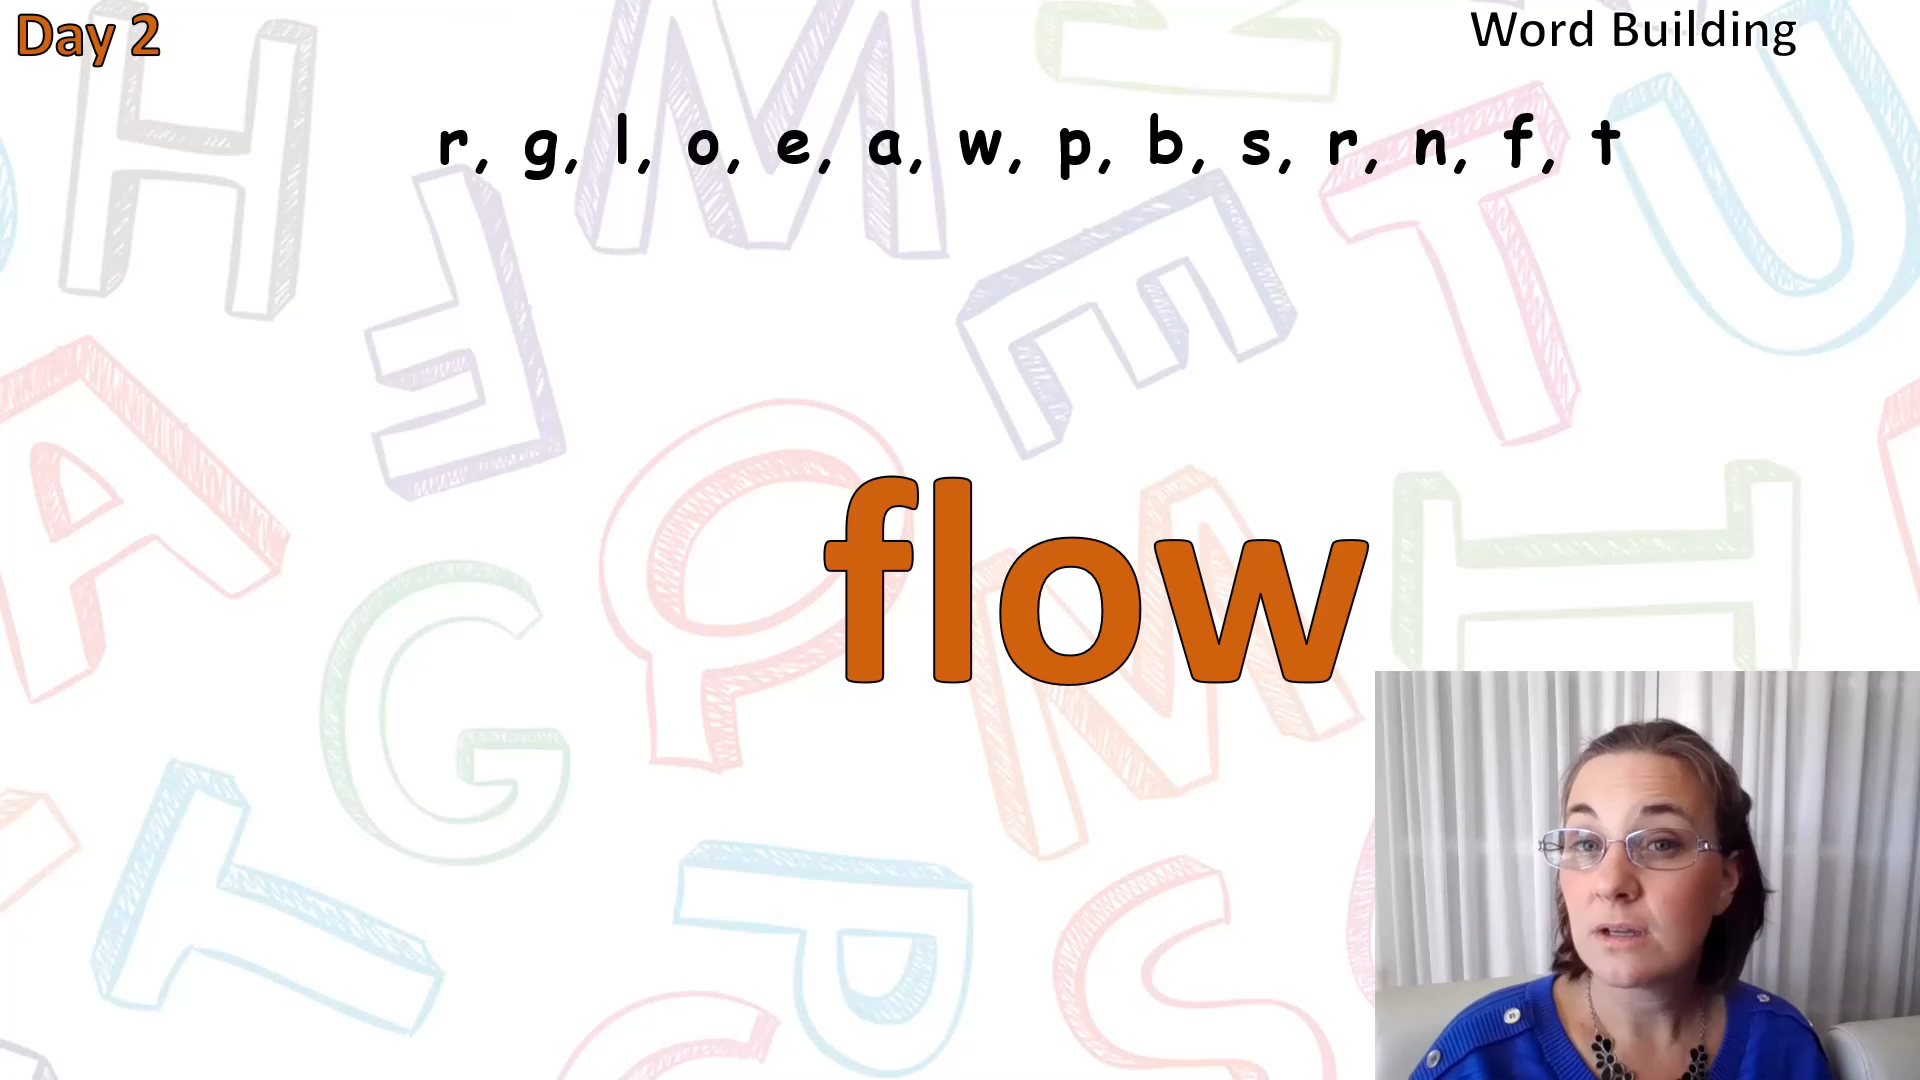 Day 2
Word Building
r, g, l, o, e, a, w, p, b, s, r, n, f, t
flow